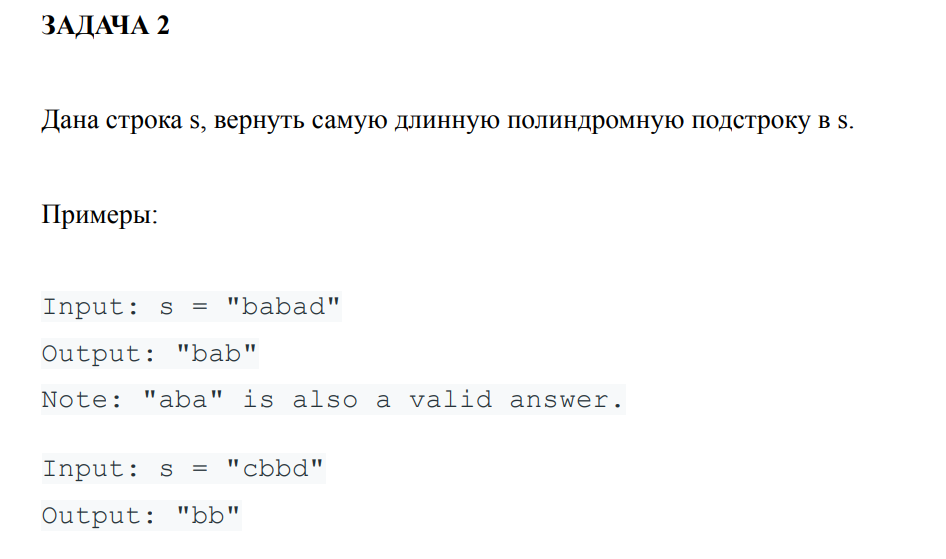 ЗАДАЧА 2
Дана строка s, вернуть самую длинную полиндромную подстроку в s.
Примеры:
Input: s = "babad"
Output: "bab"
Note: "aba" is also a valid answer.
Input: s = "cbbd"
Output: "bb"